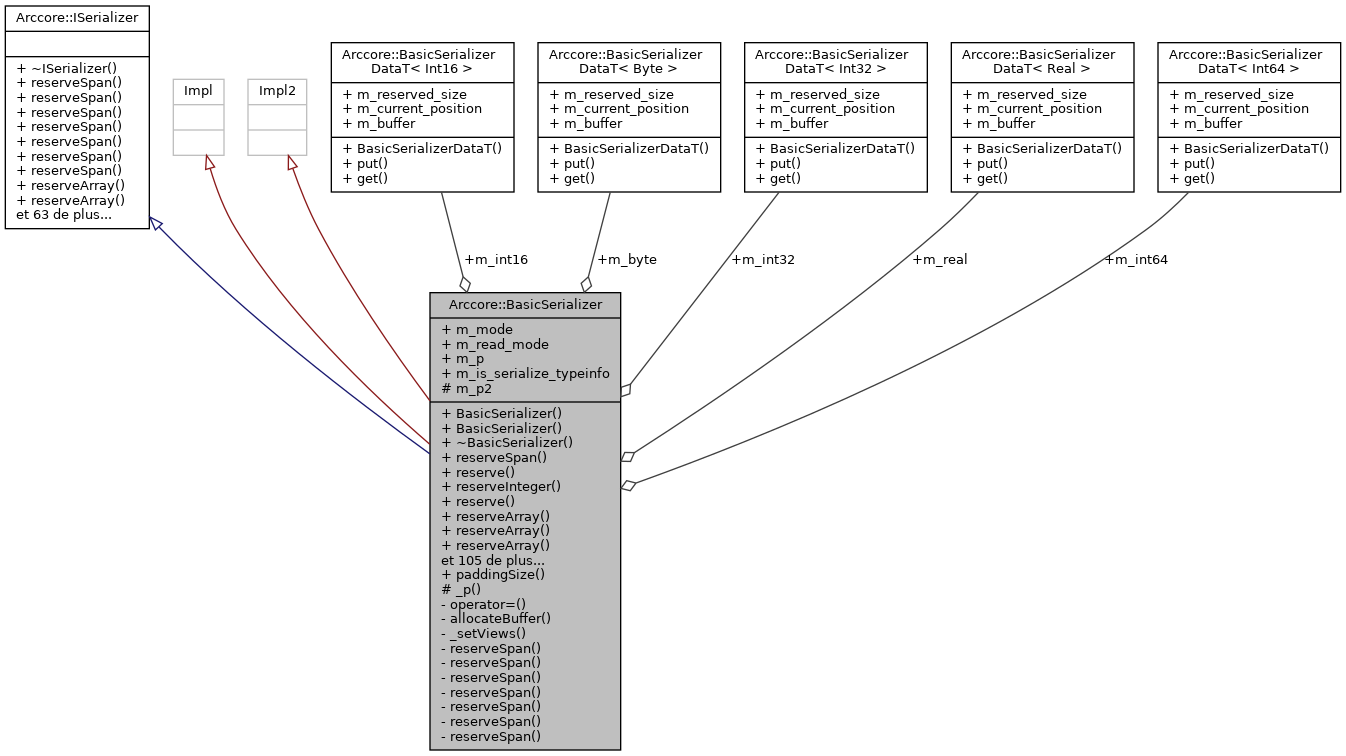 Arccore::ISerializer
+ ~ISerializer()
+ reserveSpan()
+ reserveSpan()
+ reserveSpan()
+ reserveSpan()
+ reserveSpan()
+ reserveSpan()
+ reserveSpan()
+ reserveArray()
+ reserveArray()
et 63 de plus...
Impl
Impl2
Arccore::BasicSerializer
DataT< Int16 >
+ m_reserved_size
+ m_current_position
+ m_buffer
+ BasicSerializerDataT()
+ put()
+ get()
Arccore::BasicSerializer
DataT< Byte >
+ m_reserved_size
+ m_current_position
+ m_buffer
+ BasicSerializerDataT()
+ put()
+ get()
Arccore::BasicSerializer
DataT< Int32 >
+ m_reserved_size
+ m_current_position
+ m_buffer
+ BasicSerializerDataT()
+ put()
+ get()
Arccore::BasicSerializer
DataT< Real >
+ m_reserved_size
+ m_current_position
+ m_buffer
+ BasicSerializerDataT()
+ put()
+ get()
Arccore::BasicSerializer
DataT< Int64 >
+ m_reserved_size
+ m_current_position
+ m_buffer
+ BasicSerializerDataT()
+ put()
+ get()
+m_int16
+m_byte
+m_int32
+m_real
+m_int64
Arccore::BasicSerializer
+ m_mode
+ m_read_mode
+ m_p
+ m_is_serialize_typeinfo
# m_p2
+ BasicSerializer()
+ BasicSerializer()
+ ~BasicSerializer()
+ reserveSpan()
+ reserve()
+ reserveInteger()
+ reserve()
+ reserveArray()
+ reserveArray()
+ reserveArray()
et 105 de plus...
+ paddingSize()
# _p()
- operator=()
- allocateBuffer()
- _setViews()
- reserveSpan()
- reserveSpan()
- reserveSpan()
- reserveSpan()
- reserveSpan()
- reserveSpan()
- reserveSpan()